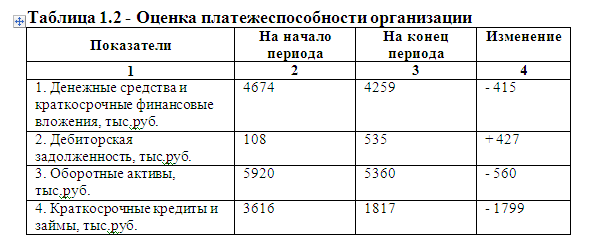 Таблица 1.2 - Оценка платежеспособности организации
Показатели
На начало
периода
На конец
периода
Изменение
1
2
3
4
1. Денежные средства и
краткосрочные финансовые
вложения, тыс.руб.
4674
4259
- 415
2. Дебиторская
задолженность, тыс.руб.
108
535
+ 427
3. Оборотные активы,
тыс.руб.
5920
5360
- 560
4. Краткосрочные кредиты и
займы, тыс.руб.
3616
1817
- 1799